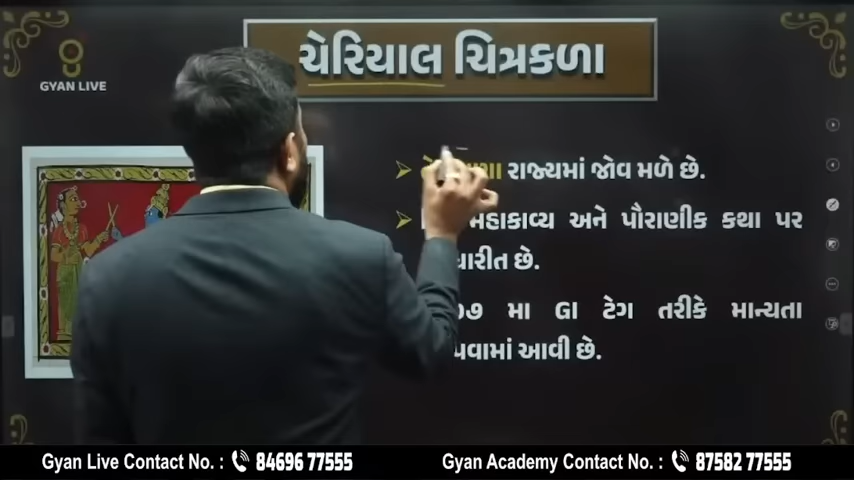 GYAN LIVE
ચેરિયાલ ચિત્રકળા
રાજ્યમાં જોવ મળે છે.
મહાકાવ્ય અને પૌરાણીક કથા પર
છે.
મા GI ટેગ તરીકે માન્યતા
આવી છે.
Gyan Live Contact No. : 84696 77555
Gyan Academy Contact No. : 87582 77555